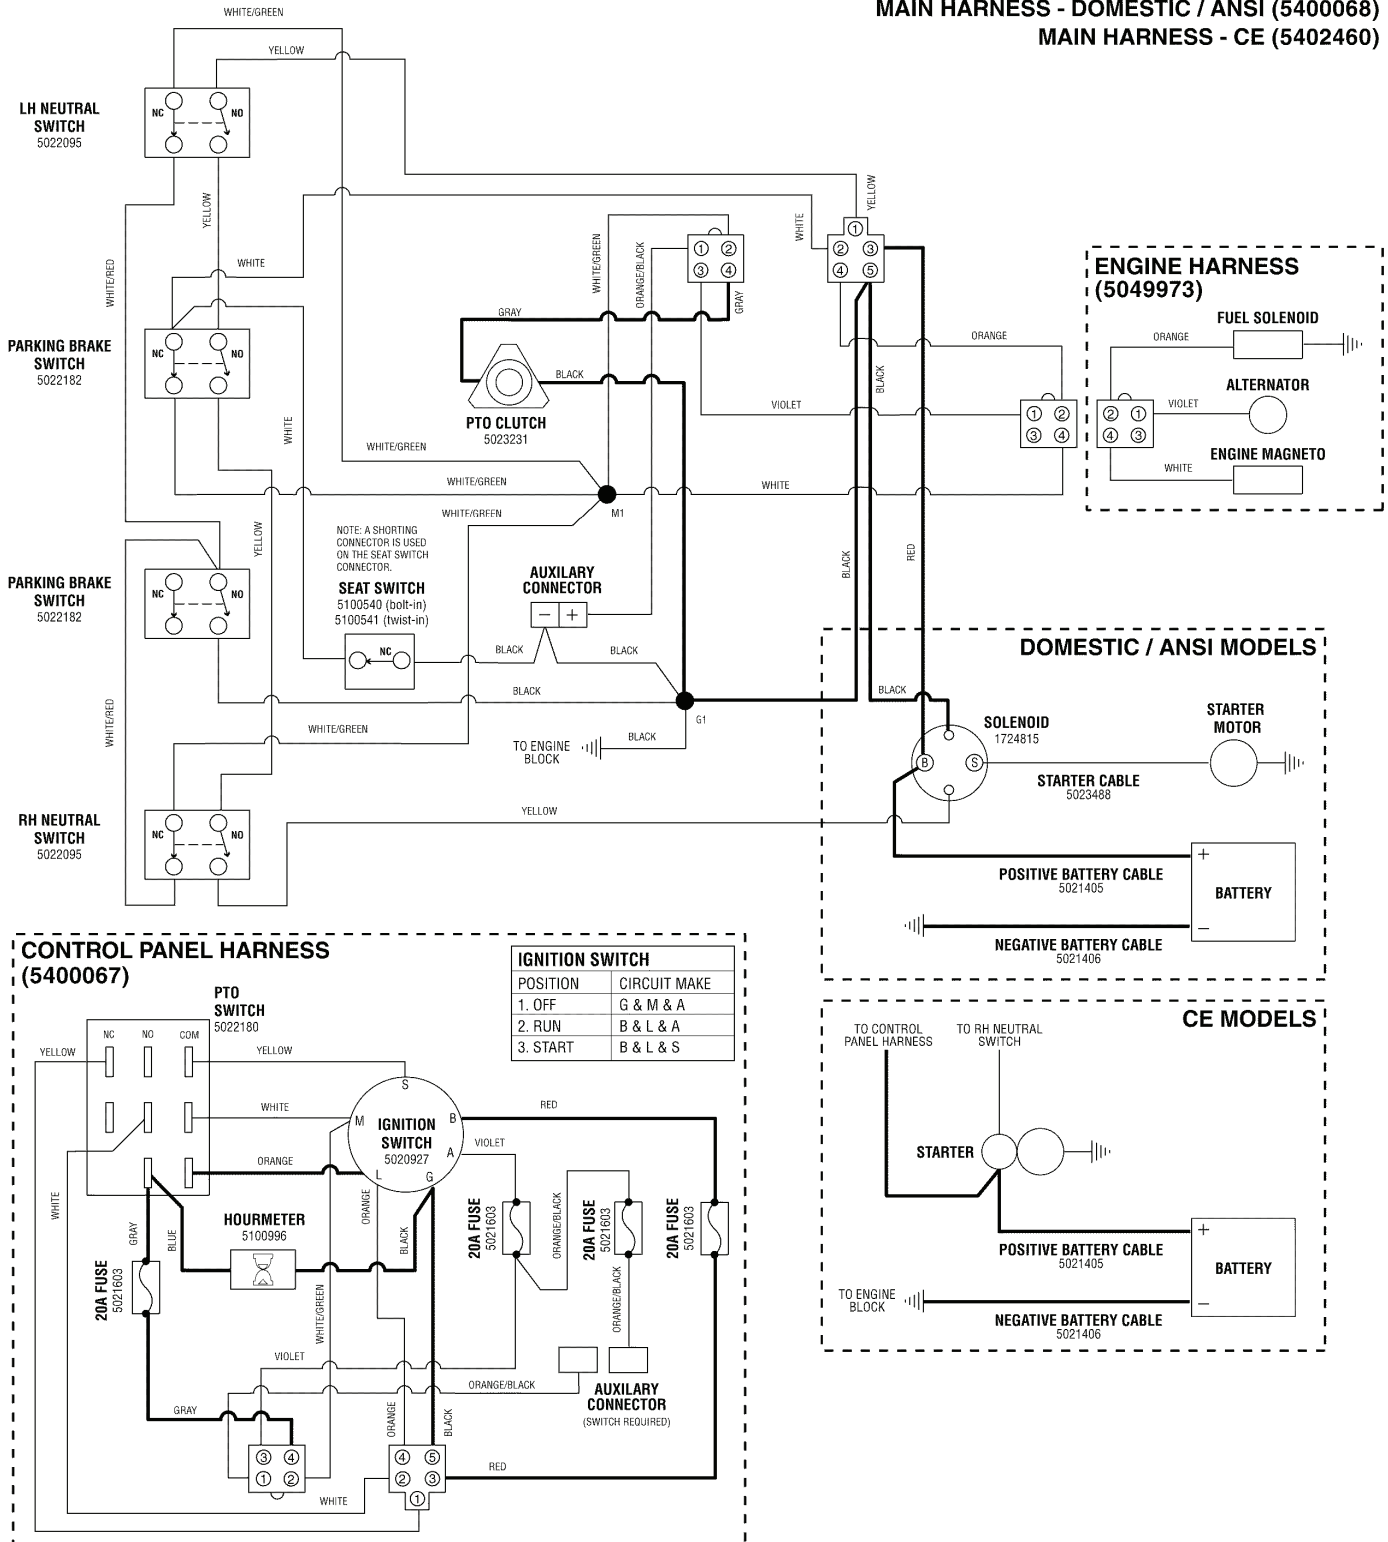 MAIN HARNESS - DOMESTIC / ANSI (5400068)
MAIN HARNESS - CE (5402460)
WHITE/GREEN
YELLOW
LH NEUTRAL
SWITCH
5022095
NC
NO
YELLOW
WHITE/RED
WHITE
PARKING BRAKE
SWITCH
5022182
NC
NO
WHITE
WHITE/GREEN
ORANGE/BLACK
1
2
3
4
GRAY
GRAY
BLACK
PTO CLUTCH
5023231
WHITE
YELLOW
1
2
3
4
5
BLACK
ORANGE
VIOLET
1
2
3
4
ENGINE HARNESS
(5049973)
FUEL SOLENOID
ORANGE
ALTERNATOR
VIOLET
2
1
4
3
ENGINE MAGNETO
WHITE
WHITE/GREEN
WHITE/GREEN
WHITE/GREEN
M1
WHITE
YELLOW
BLACK
RED
NOTE: A SHORTING
CONNECTOR IS USED
ON THE SEAT SWITCH
CONNECTOR.
SEAT SWITCH
5100540 (bolt-in)
5100541 (twist-in)
NC
AUXILARY
CONNECTOR
−
+
BLACK
BLACK
BLACK
G1
TO ENGINE
BLOCK
BLACK
PARKING BRAKE
SWITCH
5022182
NC
NO
WHITE/RED
WHITE/GREEN
RH NEUTRAL
SWITCH
5022095
NC
NO
YELLOW
DOMESTIC / ANSI MODELS
BLACK
SOLENOID
1724815
B
S
STARTER
MOTOR
STARTER CABLE
5023488
POSITIVE BATTERY CABLE
5021405
+
BATTERY
−
NEGATIVE BATTERY CABLE
5021406
CONTROL PANEL HARNESS
(5400067)
IGNITION SWITCH
POSITION CIRCUIT MAKE
1. OFF G & M & A
2. RUN B & L & A
3. START B & L & S
PTO
SWITCH
5022180
NC
NO
COM
YELLOW
YELLOW
WHITE
ORANGE
S
M
B
A
L
G
IGNITION
SWITCH
5020927
RED
VIOLET
WHITE
GRAY
BLUE
HOURMETER
5100996
ORANGE
BLACK
20A FUSE
5021603
ORANGE/BLACK
20A FUSE
5021603
20A FUSE
5021603
20A FUSE
5021603
WHITE/GREEN
ORANGE/BLACK
VIOLET
ORANGE/BLACK
AUXILARY
CONNECTOR
(SWITCH REQUIRED)
GRAY
ORANGE
BLACK
3
4
1
2
4
5
2
3
1
RED
WHITE
CE MODELS
TO CONTROL
PANEL HARNESS
TO RH NEUTRAL
SWITCH
STARTER
POSITIVE BATTERY CABLE
5021405
+
BATTERY
−
TO ENGINE
BLOCK
NEGATIVE BATTERY CABLE
5021406